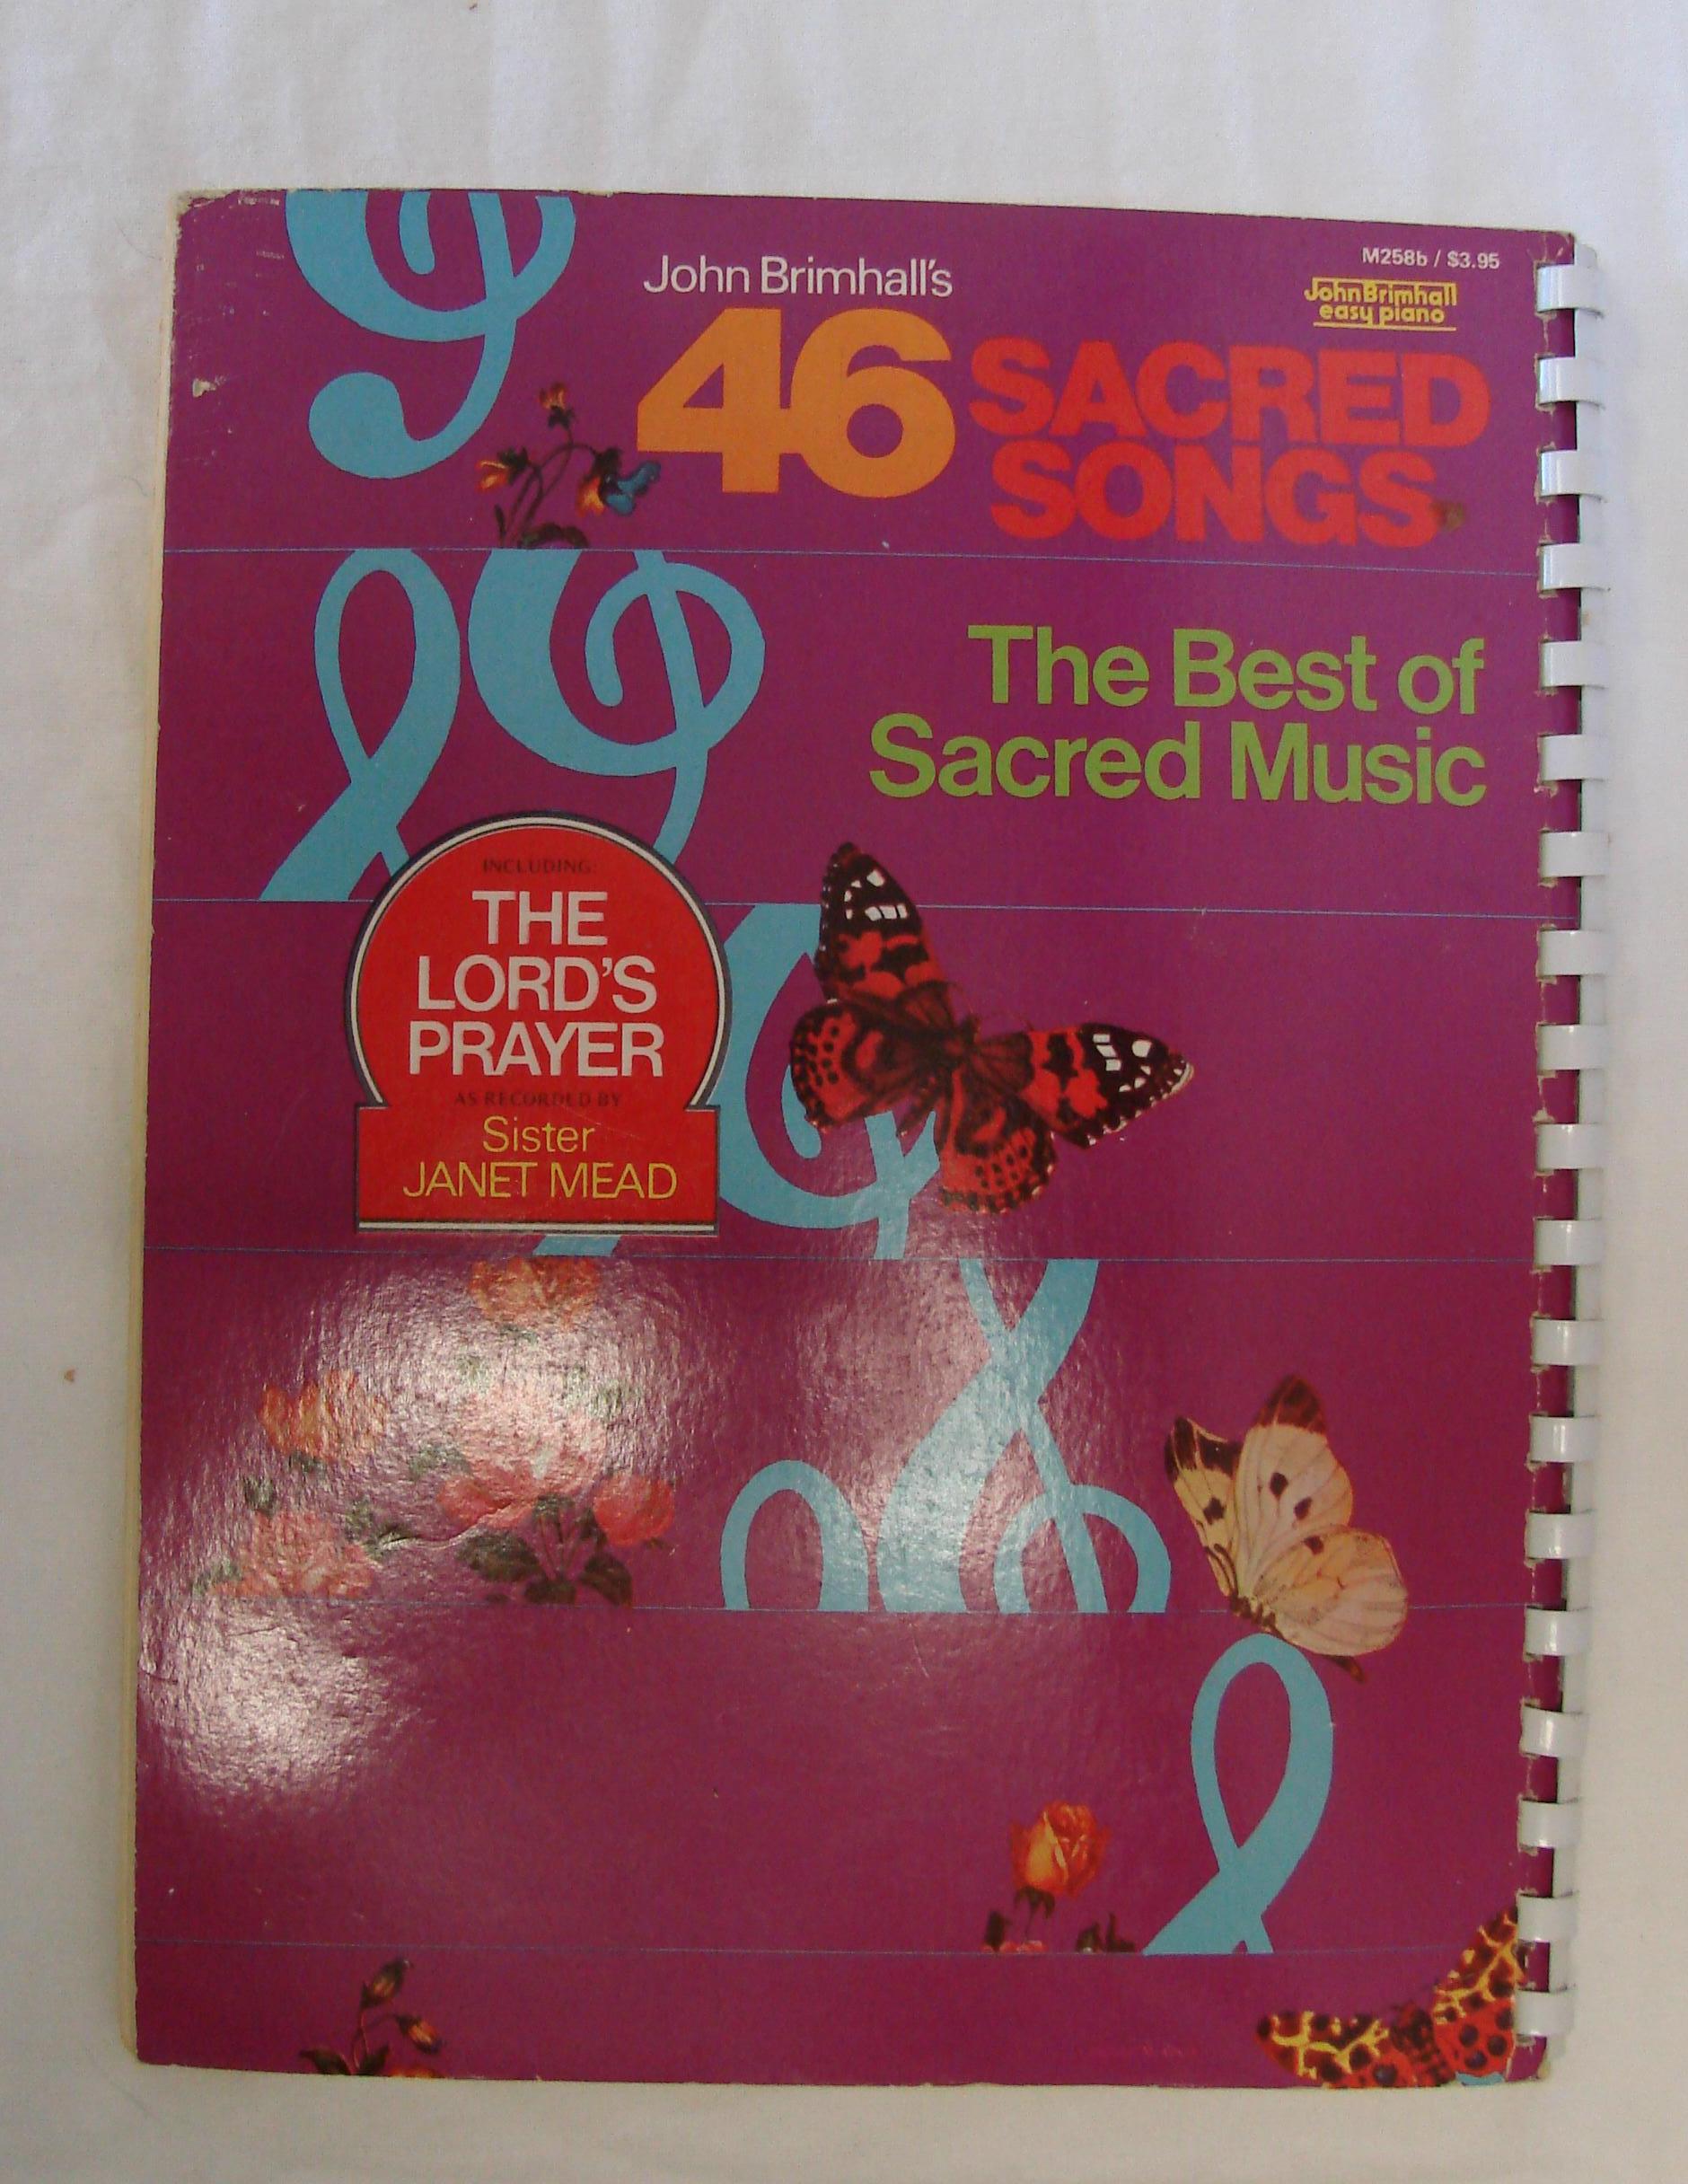 M258b / $3.95
John Brimhall
easy piano
John Brimhall's
46 SACRED
SONGS
The Best of
Sacred Music
INCLUDING:
THE
LORD'S
PRAYER
AS RECORDED BY
Sister
JANET MEAD